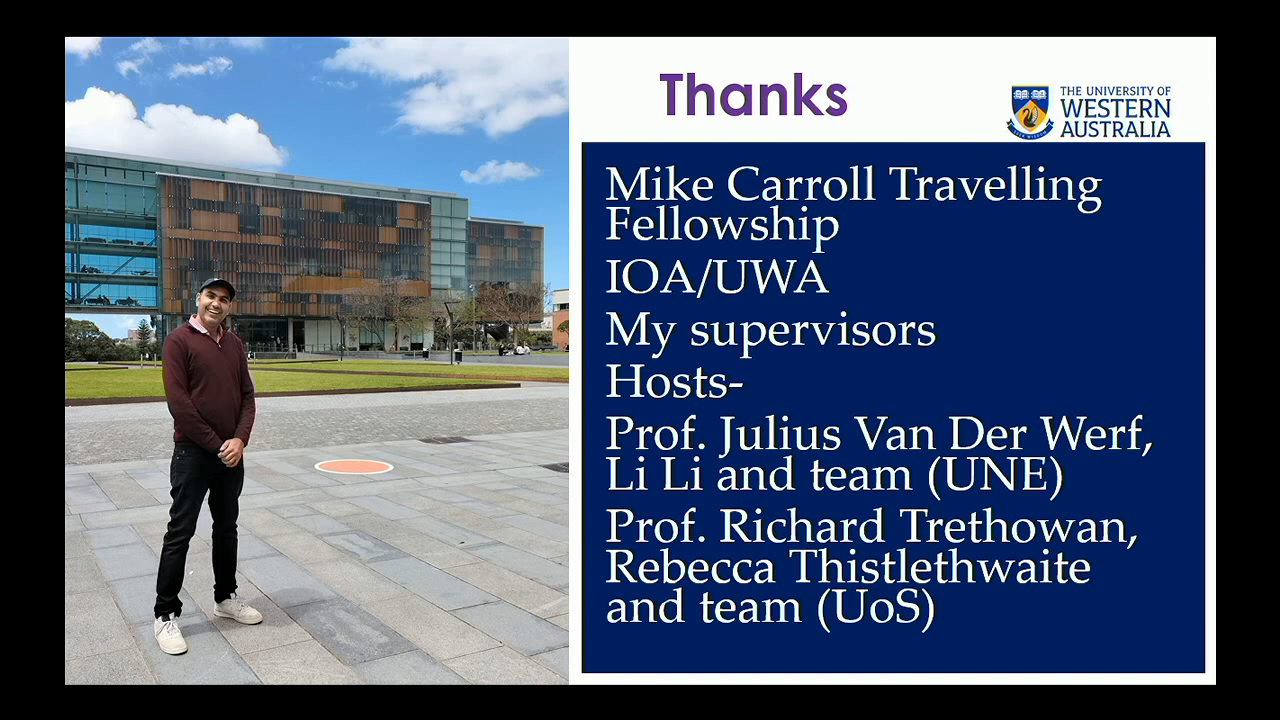 Thanks
THE UNIVERSITY OF
WESTERN
AUSTRALIA
Mike Carroll Travelling
Fellowship
IOA/UWA
My supervisors
Hosts-
Prof. Julius Van Der Werf,
Li Li and team (UNE)
Prof. Richard Trethowan,
Rebecca Thistlethwaite
and team (UoS)